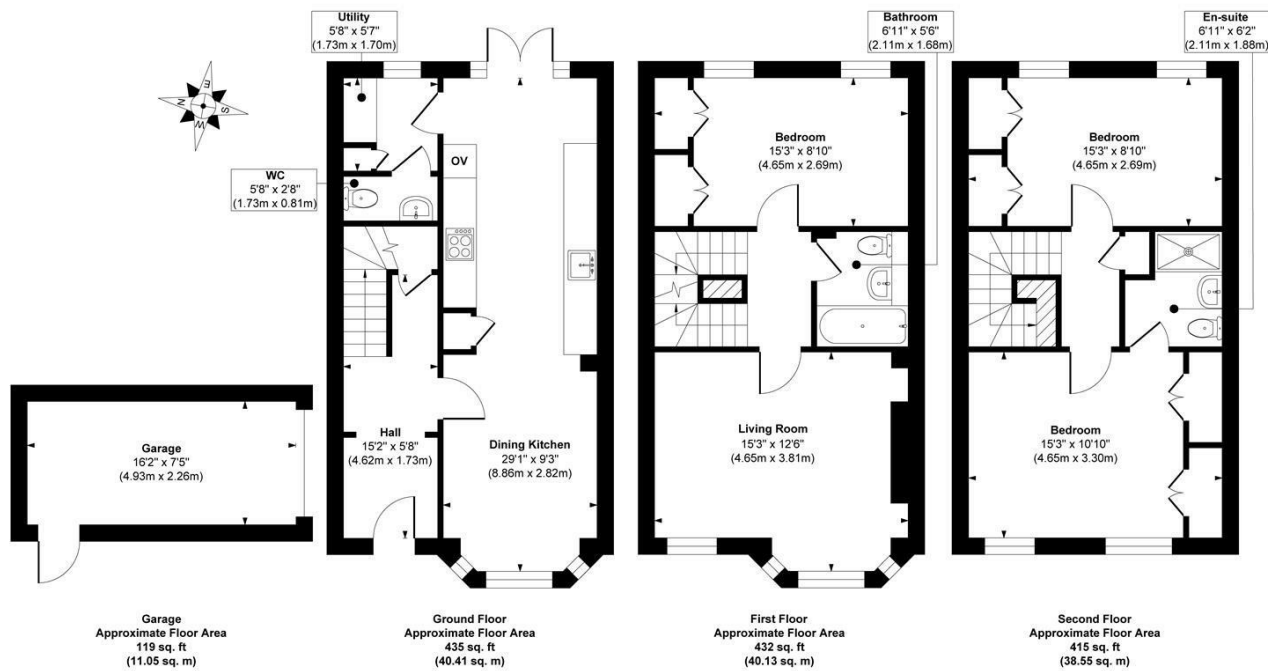 Utility
5'8" x 5'7"
(1.73m x 1.70m)
Bathroom
6'11" x 5'6"
(2.11m x 1.68m)
En-suite
6'11" x 6'2"
(2.11m x 1.88m)
N
E
S
W
WC
5'8" x 2'8"
(1.73m x 0.81m)
OV
Bedroom
15'3" x 8'10"
(4.65m x 2.69m)
Bedroom
15'3" x 8'10"
(4.65m x 2.69m)
Garage
16'2" x 7'5"
(4.93m x 2.26m)
Hall
15'2" x 5'8"
(4.62m x 1.73m)
Dining Kitchen
29'1" x 9'3"
(8.86m x 2.82m)
Living Room
15'3" x 12'6"
(4.65m x 3.81m)
Bedroom
15'3" x 10'10"
(4.65m x 3.30m)
Garage
Approximate Floor Area
119 sq. ft
(11.05 sq. m)
Ground Floor
Approximate Floor Area
435 sq. ft
(40.41 sq. m)
First Floor
Approximate Floor Area
432 sq. ft
(40.13 sq. m)
Second Floor
Approximate Floor Area
415 sq. ft
(38.55 sq. m)